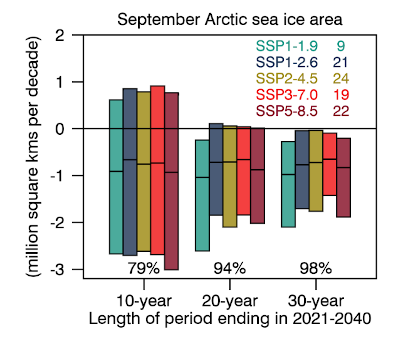 September Arctic sea ice area
(million square kms per decade)
2
1
0
-1
-2
-3
SSP1-1.9 9
SSP1-2.6 21
SSP2-4.5 24
SSP3-7.0 19
SSP5-8.5 22
79% 94% 98%
10-year 20-year 30-year
Length of period ending in 2021-2040